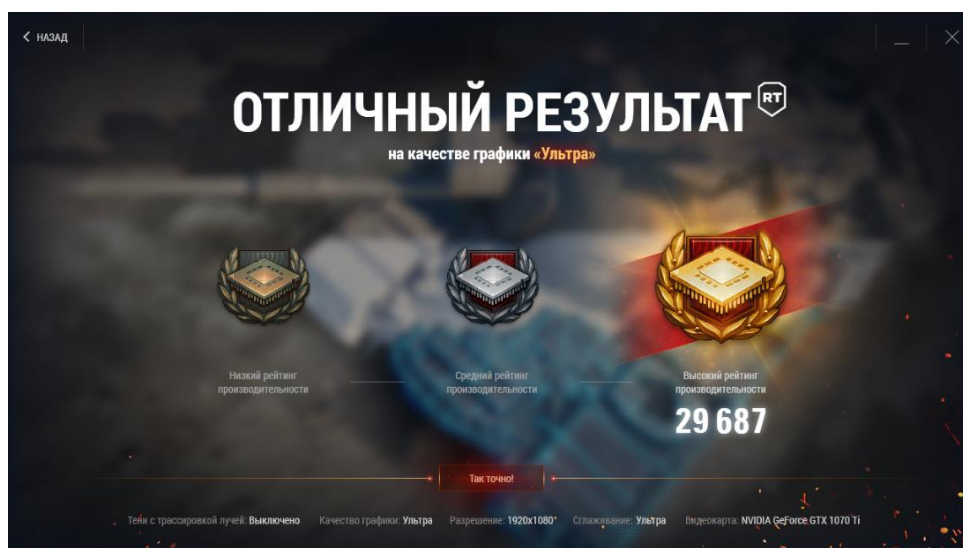 НАЗАД
ОТЛИЧНЫЙ РЕЗУЛЬТАТ RT
на качестве графики «Ультра»
Низкий рейтинг
производительности
Средний рейтинг
производительности
Высокий рейтинг
производительности
29 687
Так точно!
Тени с трассировкой лучей: Выключено Качество графики: Ультра Разрешение: 1920x1080* Сглаживание: Ультра Видеокарта: NVIDIA GeForce GTX 1070 Ti